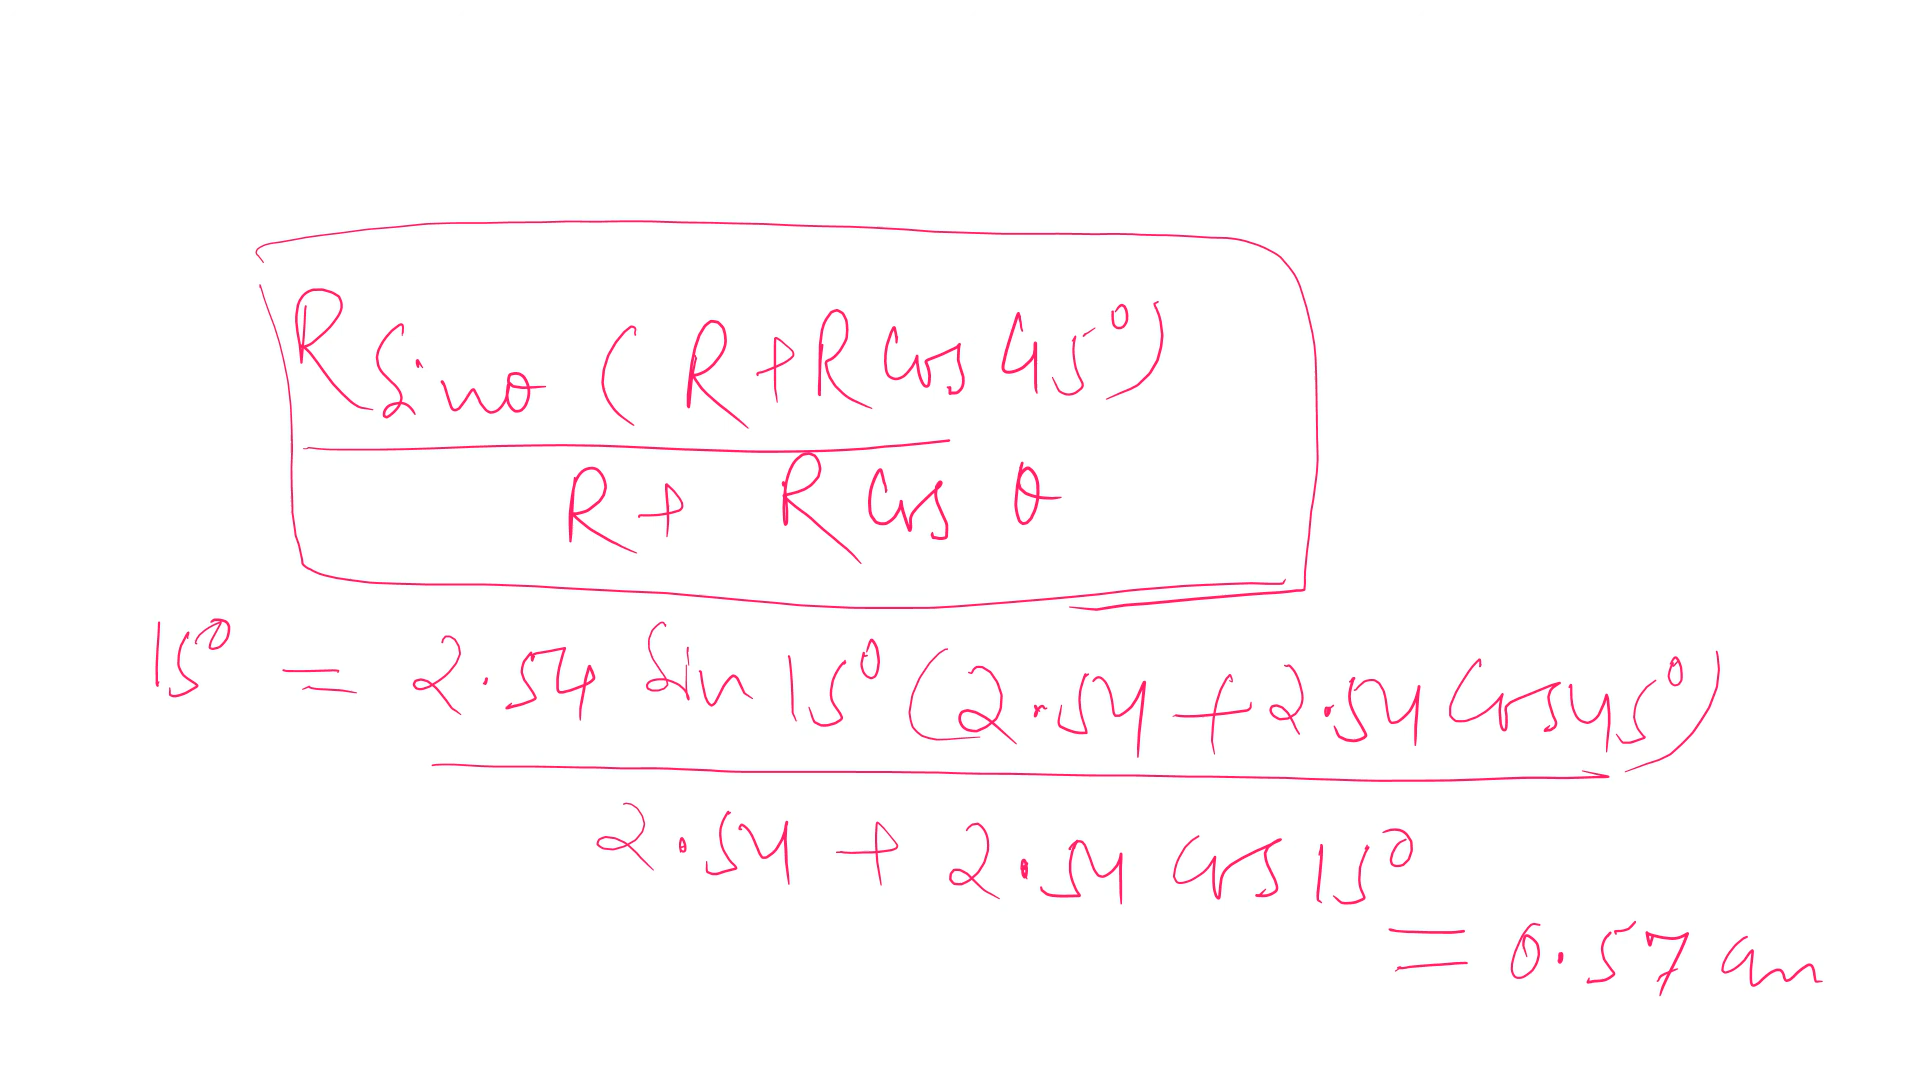 R Sinθ (R+R Cos 45°)
R + R Cos θ
15° = 2.54 Sin 15° (2.54 + 2.54 Cos 45°)
2.54 + 2.54 Cos 15°
= 0.57 cm